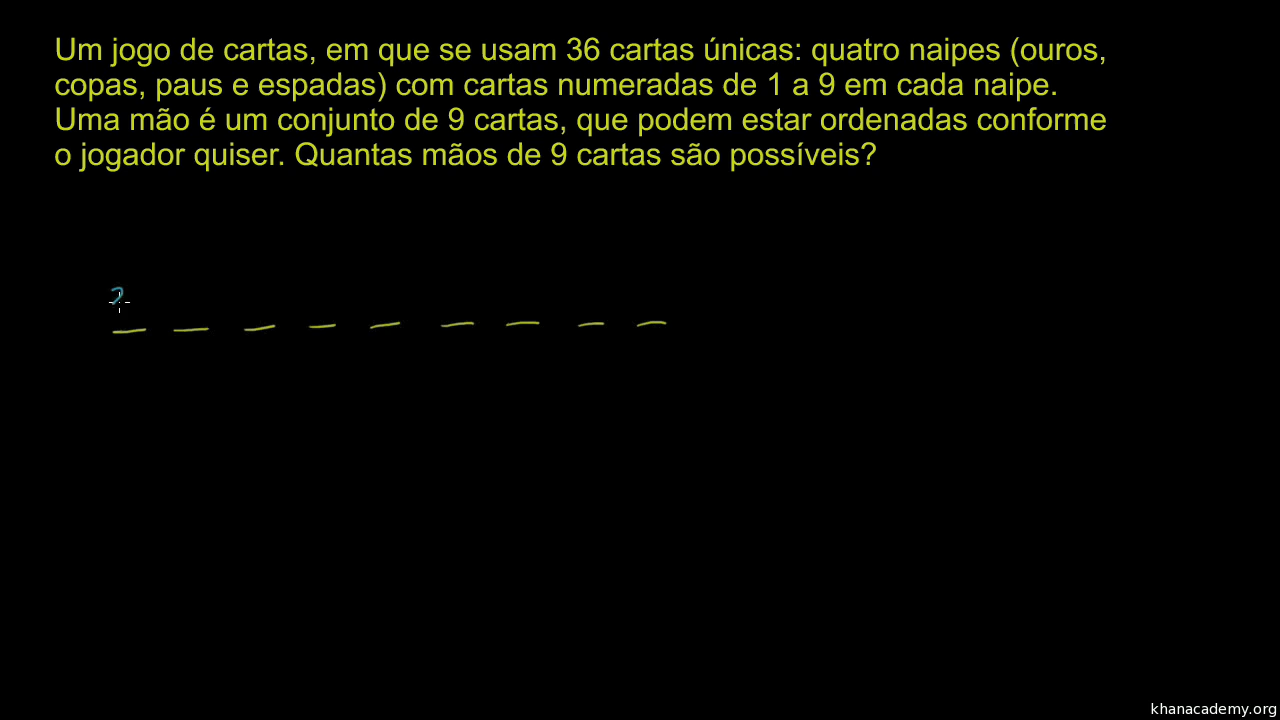 Um jogo de cartas, em que se usam 36 cartas únicas: quatro naipes (ouros,
copas, paus e espadas) com cartas numeradas de 1 a 9 em cada naipe.
Uma mão é um conjunto de 9 cartas, que podem estar ordenadas conforme
o jogador quiser. Quantas mãos de 9 cartas são possíveis?
khanacademy.org